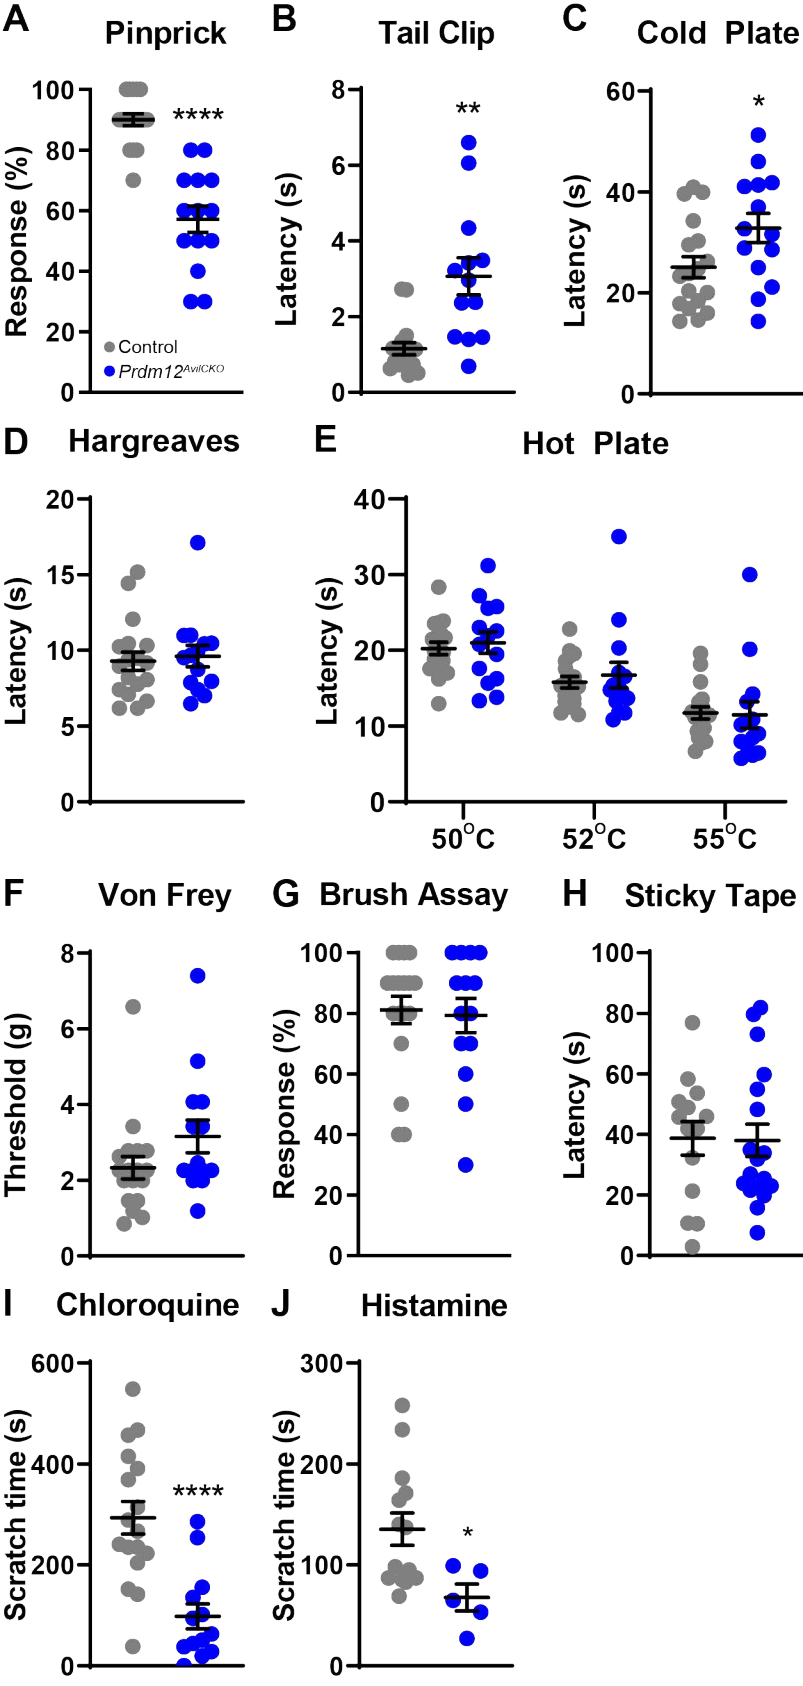 A Pinprick
Response (%)
100
80
60
40
20
0
****
Control
Prdm12AvilCKO
B Tail Clip
Latency (s)
8
6
4
2
0
**
C Cold Plate
Latency (s)
60
40
20
0
*
D Hargreaves
Latency (s)
20
15
10
5
0
E Hot Plate
Latency (s)
40
30
20
10
0
50°C 52°C 55°C
F Von Frey
Threshold (g)
8
6
4
2
0
G Brush Assay
Response (%)
100
80
60
40
20
0
H Sticky Tape
Latency (s)
100
80
60
40
20
0
I Chloroquine
Scratch time (s)
600
400
200
0
****
J Histamine
Scratch time (s)
300
200
100
0
*